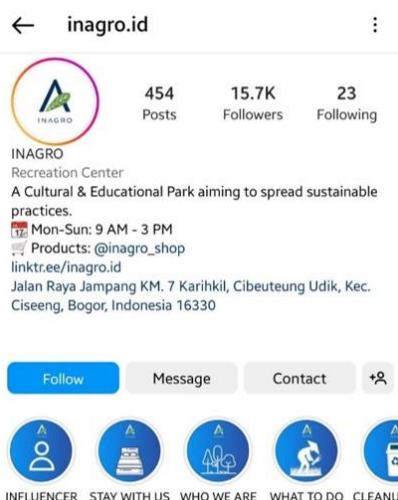 inagro.id
INAGRO
454
Posts
15.7K
Followers
23
Following
INAGRO
Recreation Center
A Cultural & Educational Park aiming to spread sustainable
practices.
17 Mon-Sun: 9 AM - 3 PM
Products: @inagro_shop
linktr.ee/inagro.id
Jalan Raya Jampang KM. 7 Karihkil, Cibeuteung Udik, Kec.
Ciseeng, Bogor, Indonesia 16330
Follow
Message
Contact
INFLUENCER
STAY WITH US
WHO WE ARE
WHAT TO DO